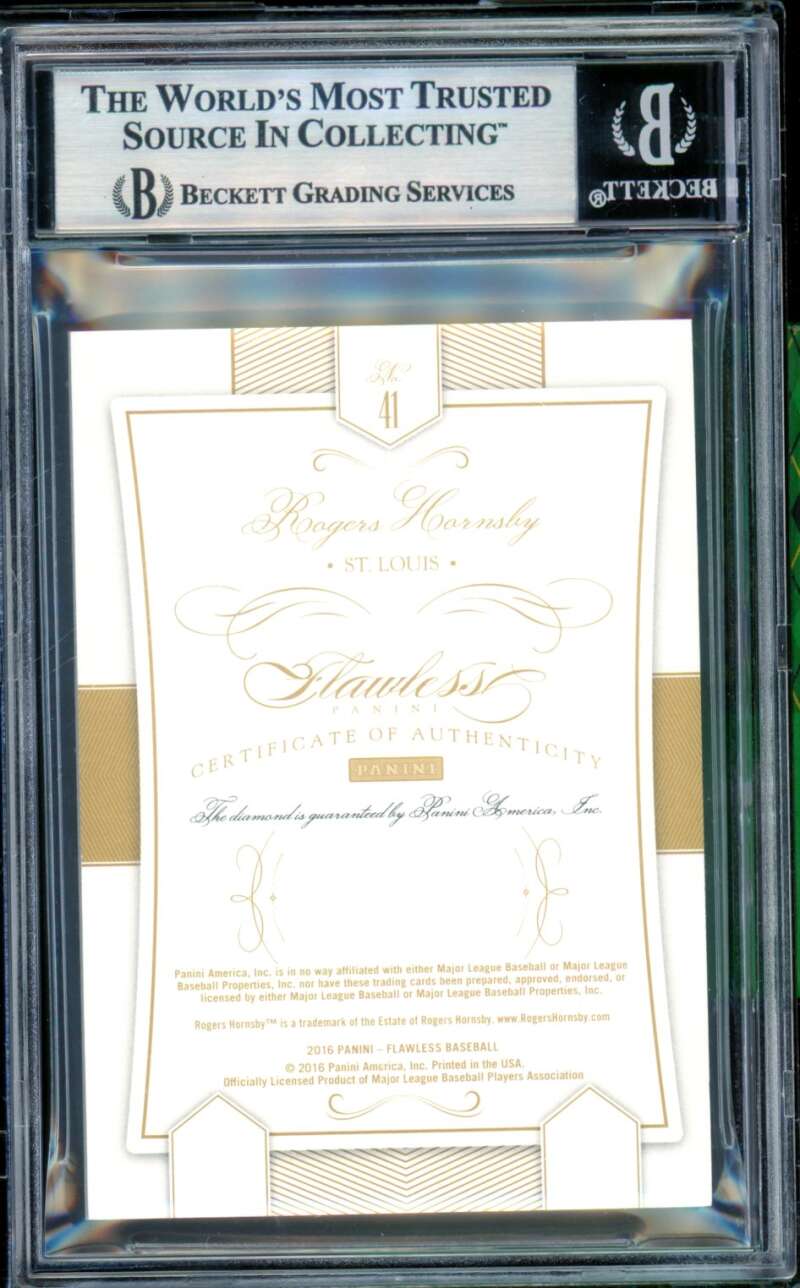 THE WORLD'S MOST TRUSTED
SOURCE IN COLLECTING™
B BECKETT GRADING SERVICES
B
BECKETT®
No.
41
Rogers Hornsby
• ST. LOUIS •
Flawless
PANINI
CERTIFICATE OF AUTHENTICITY
PANINI
The diamond is guaranteed by Panini America, Inc.
Panini America, Inc. is in no way affiliated with either Major League Baseball or Major League
Baseball Properties, Inc. nor have these trading cards been prepared, approved, endorsed, or
licensed by either Major League Baseball or Major League Baseball Properties, Inc.
Rogers Hornsby™ is a trademark of the Estate of Rogers Hornsby. www.RogersHornsby.com
2016 PANINI – FLAWLESS BASEBALL
© 2016 Panini America, Inc. Printed in the USA.
Officially Licensed Product of Major League Baseball Players Association